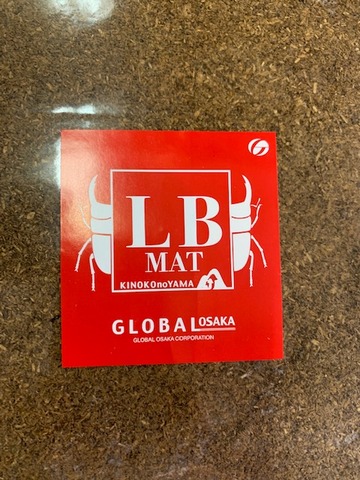 LB
MAT
KINOKOnoYAMA
GLOBAL OSAKA
GLOBAL OSAKA CORPORATION